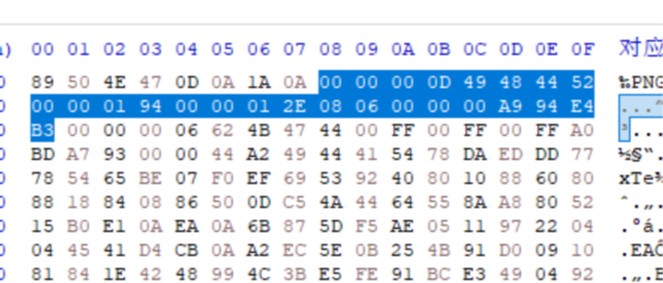 ) 00 01 02 03 04 05 06 07 08 09 0A 0B 0C 0D 0E 0F 对应
0 89 50 4E 47 0D 0A 1A 0A 00 00 00 0D 49 48 44 52 ‰PNG
0 00 00 01 94 00 00 01 2E 08 06 00 00 00 A9 94 E4 ..."
0 B3 00 00 00 06 62 4B 47 44 00 FF 00 FF 00 FF A0 ³...
0 BD A7 93 00 00 44 A2 49 44 41 54 78 DA ED DD 77 ½§“.
0 78 54 65 BE 07 F0 EF 69 53 92 40 80 10 88 60 80 xTe¾
0 88 18 84 08 86 50 0D C5 4A 44 64 55 8A A8 80 52 ˆ.„.
0 15 B0 E1 0A EA 0A 6B 87 5D F5 AE 05 11 97 22 04 .°á.
0 04 45 41 D4 CB 0A A2 EC 5E 0B 25 4B 91 D0 09 10 .EAÔ
0 81 84 1E 42 48 99 4C 3B E5 FE 91 BC E3 49 04 92 .„.B